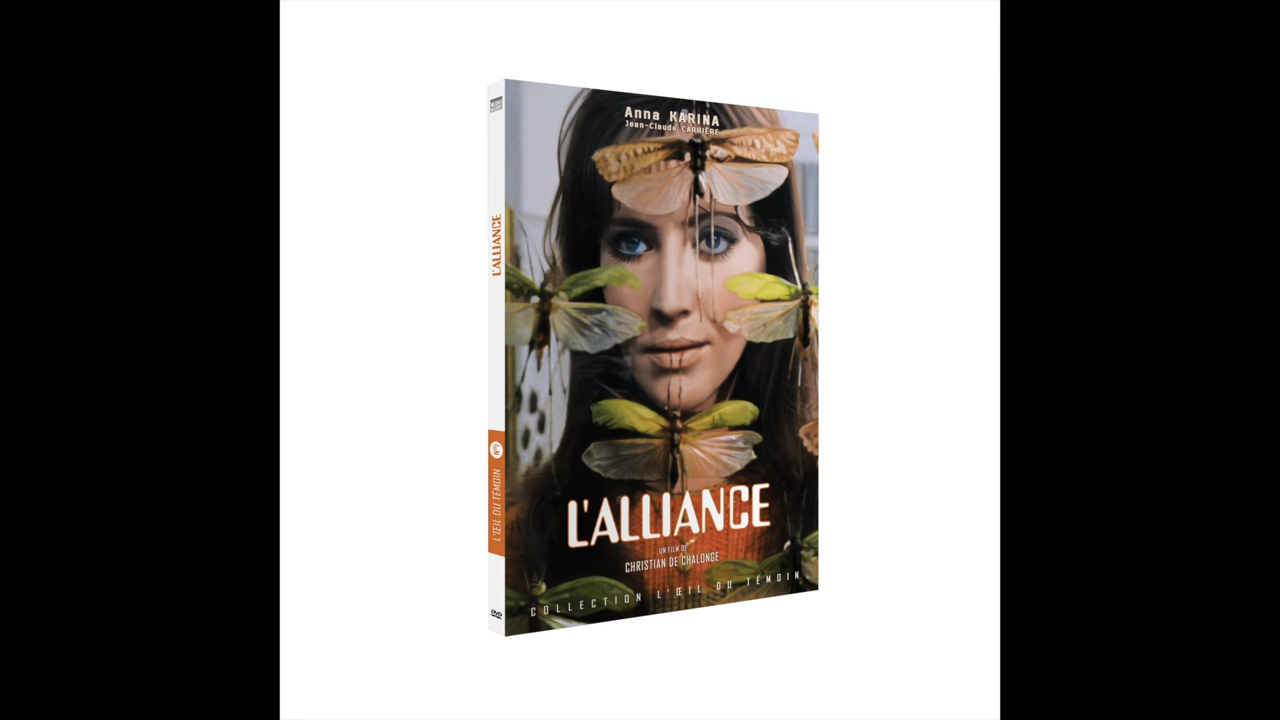 Anna KARINA
Jean-Claude CARRIÈRE
L'ALLIANCE
UN FILM DE
CHRISTIAN DE CHALONGE
COLLECTION L'ŒIL DU TÉMOIN
L'ALLIANCE
N°1
L'ŒIL DU TÉMOIN
DVD